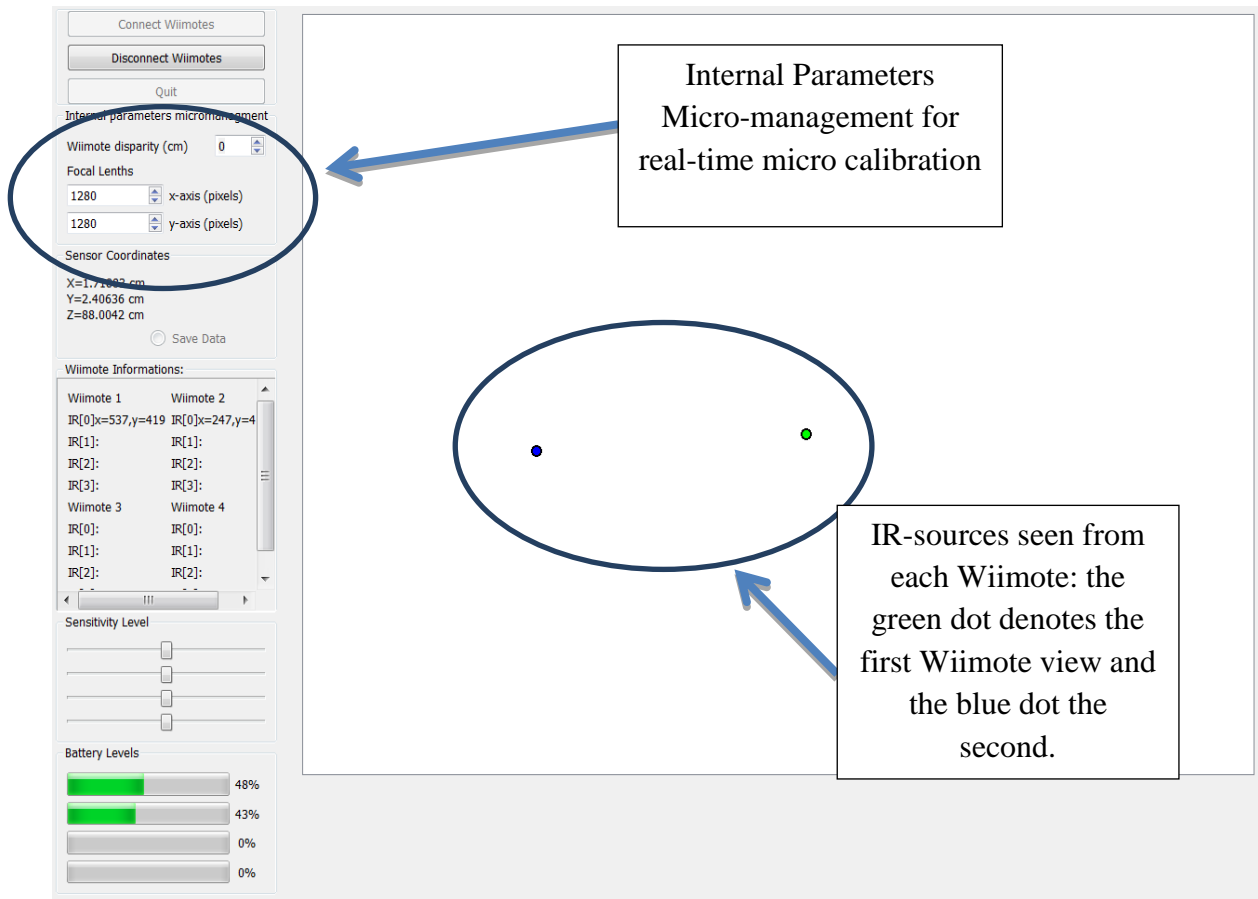 Connect Wiimotes
Disconnect Wiimotes
Quit
Internal parameters micromanagment
Wiimote disparity (cm) 0
Focal Lenths
1280 x-axis (pixels)
1280 y-axis (pixels)
Sensor Coordinates
cm
Y=2.40636 cm
Z=88.0042 cm
Save Data
Wiimote Informations:
Wiimote 1 Wiimote 2
IR[0]x=537,y=419 IR[0]x=247,y=4
IR[1]: IR[1]:
IR[2]: IR[2]:
IR[3]: IR[3]:
Wiimote 3 Wiimote 4
IR[0]: IR[0]:
IR[1]: IR[1]:
IR[2]: IR[2]:
Sensitivity Level
Battery Levels
48%
43%
0%
0%
Internal Parameters
Micro-management for
real-time micro calibration
IR-sources seen from
each Wiimote: the
green dot denotes the
first Wiimote view and
the blue dot the
second.